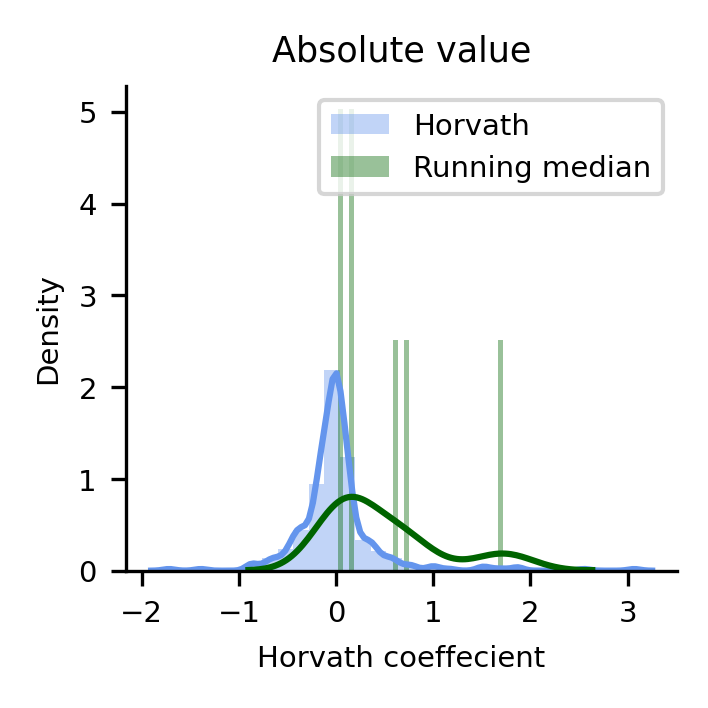 Absolute value
Horvath
Running median
Density
5
4
3
2
1
0
−2 −1 0 1 2 3
Horvath coeffecient